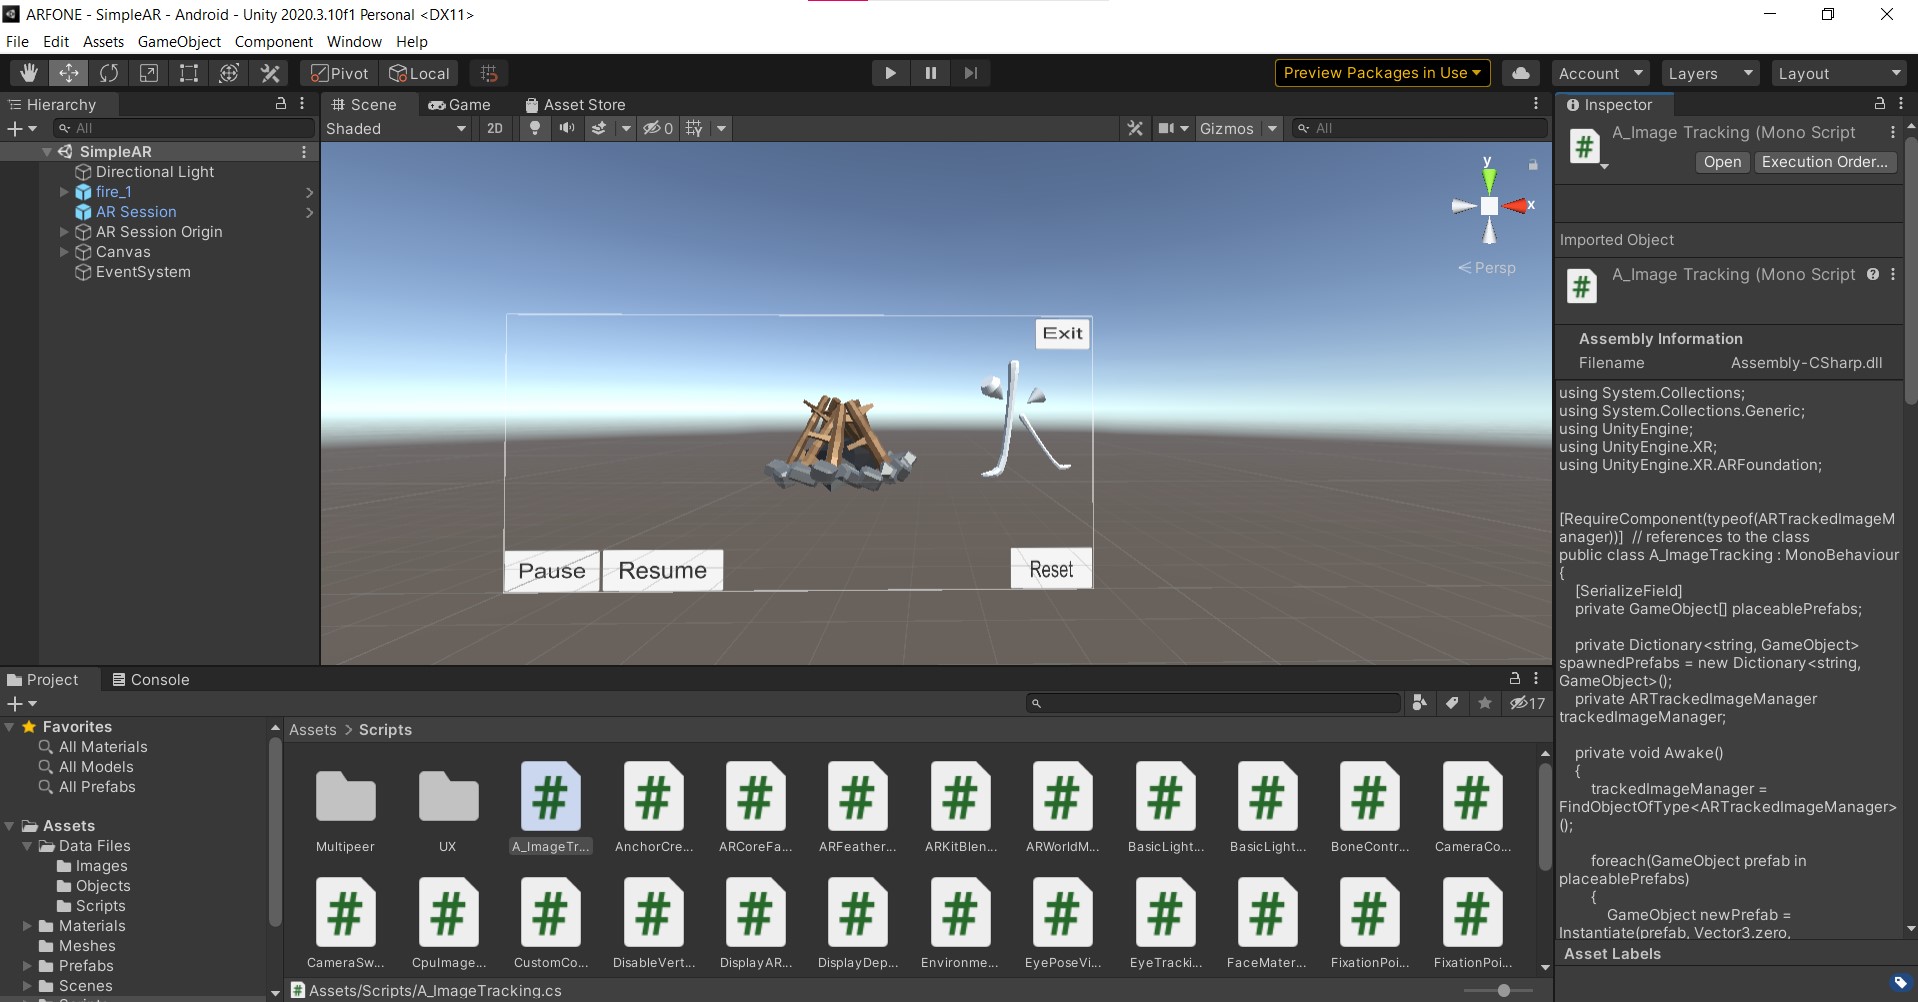 ARFONE - SimpleAR - Android - Unity 2020.3.10f1 Personal <DX11>
File Edit Assets GameObject Component Window Help
Pivot Local Preview Packages in Use Account Layers Layout
Hierarchy
All
SimpleAR
Directional Light
fire_1
AR Session
AR Session Origin
Canvas
EventSystem
Scene Game Asset Store
Shaded 2D 0 Gizmos All
y
x
Persp
Exit
Pause Resume Reset
Inspector
A_Image Tracking (Mono Script
Open Execution Order...
Imported Object
A_Image Tracking (Mono Script
Assembly Information
Filename Assembly-CSharp.dll
using System.Collections;
using System.Collections.Generic;
using UnityEngine;
using UnityEngine.XR;
using UnityEngine.XR.ARFoundation;
[RequireComponent(typeof(ARTrackedImageM
anager))] // references to the class
public class A_ImageTracking : MonoBehaviour
{
[SerializeField]
private GameObject[] placeablePrefabs;
private Dictionary<string, GameObject>
spawnedPrefabs = new Dictionary<string,
GameObject>();
private ARTrackedImageManager
trackedImageManager;
private void Awake()
{
trackedImageManager =
FindObjectOfType<ARTrackedImageManager>
();
foreach(GameObject prefab in
placeablePrefabs)
{
GameObject newPrefab =
Instantiate(prefab, Vector3.zero,
Asset Labels
Project Console
17
Favorites
All Materials
All Models
All Prefabs
Assets
Data Files
Images
Objects
Scripts
Materials
Meshes
Prefabs
Scenes
Assets > Scripts
Multipeer UX A_ImageTr... AnchorCre... ARCoreFa... ARFeather... ARKitBlen... ARWorldM... BasicLight... BasicLight... BoneContr... CameraCo...
CameraSw... CpuImage... CustomCo... DisableVert... DisplayAR... DisplayDep... Environme... EyePoseVi... EyeTracki... FaceMater... FixationPoi... FixationPoi...
Assets/Scripts/A_ImageTracking.cs